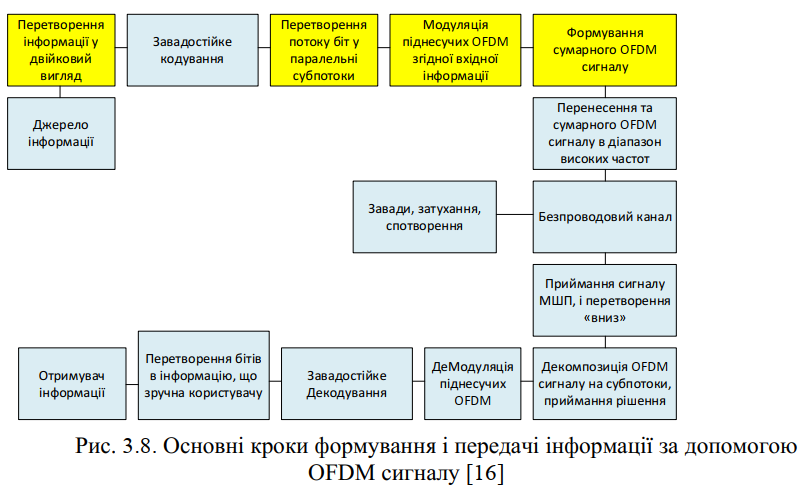 Перетворення
інформації у
двійковий
вигляд
Завадостійке
кодування
Перетворення
потоку біт у
паралельні
субпотоки
Модуляція
піднесучих OFDM
згідної вхідної
інформації
Формування
сумарного OFDM
сигналу
Джерело
інформації
Перенесення та
сумарного OFDM
сигналу в діапазон
високих частот
Завади, затухання,
спотворення
Безпроводовий канал
Приймання сигналу
МШП, і перетворення
«вниз»
Отримувач
інформації
Перетворення бітів
в інформацію, що
зручна користувачу
Завадостійке
Декодування
ДеМодуляція
піднесучих
OFDM
Декомпозиція OFDM
сигналу на субпотоки,
приймання рішення
Рис. 3.8. Основні кроки формування і передачі інформації за допомогою
OFDM сигналу [16]